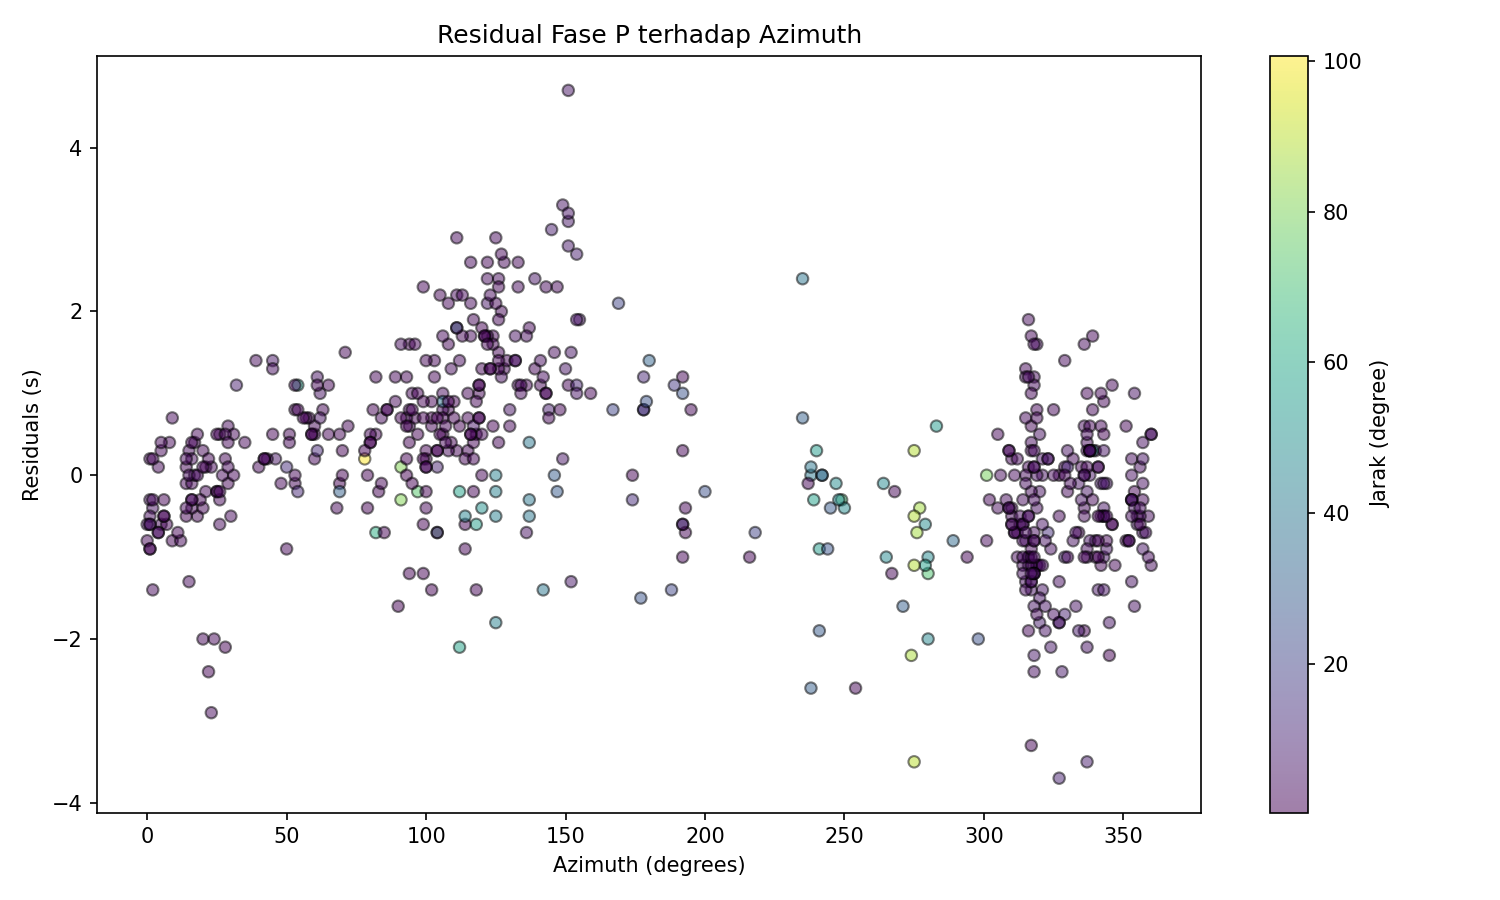 Residual Fase P terhadap Azimuth
Residuals (s)
4
2
0
−2
−4
0 50 100 150 200 250 300 350
Azimuth (degrees)
100
80
60
40
20
Jarak (degree)